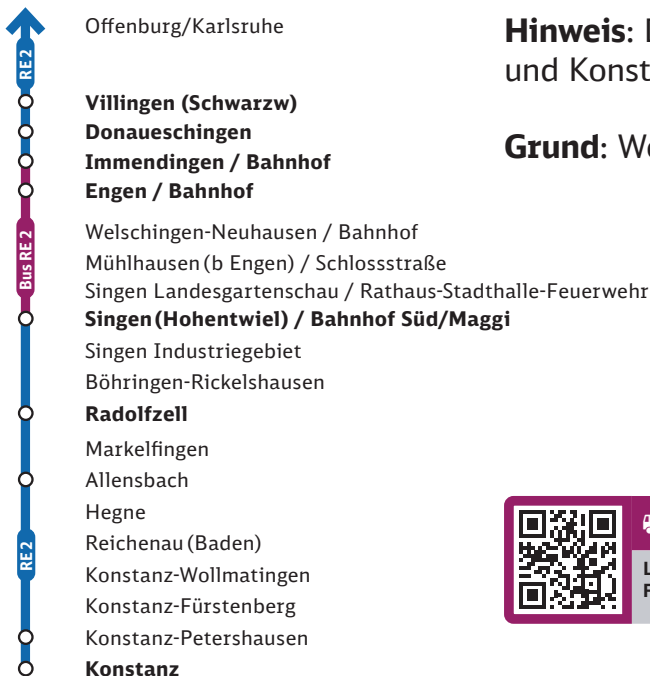 Offenburg/Karlsruhe
RE 2
Villingen (Schwarzw)
Donaueschingen
Immendingen / Bahnhof
Engen / Bahnhof
Bus RE 2
Welschingen-Neuhausen / Bahnhof
Mühlhausen (b Engen) / Schlossstraße
Singen Landesgartenschau / Rathaus-Stadthalle-Feuerwehr
Singen (Hohentwiel) / Bahnhof Süd/Maggi
Singen Industriegebiet
Böhringen-Rickelshausen
Radolfzell
Markelfingen
Allensbach
Hegne
Reichenau (Baden)
RE 2
Konstanz-Wollmatingen
Konstanz-Fürstenberg
Konstanz-Petershausen
Konstanz
Hinweis:
und
Grund: